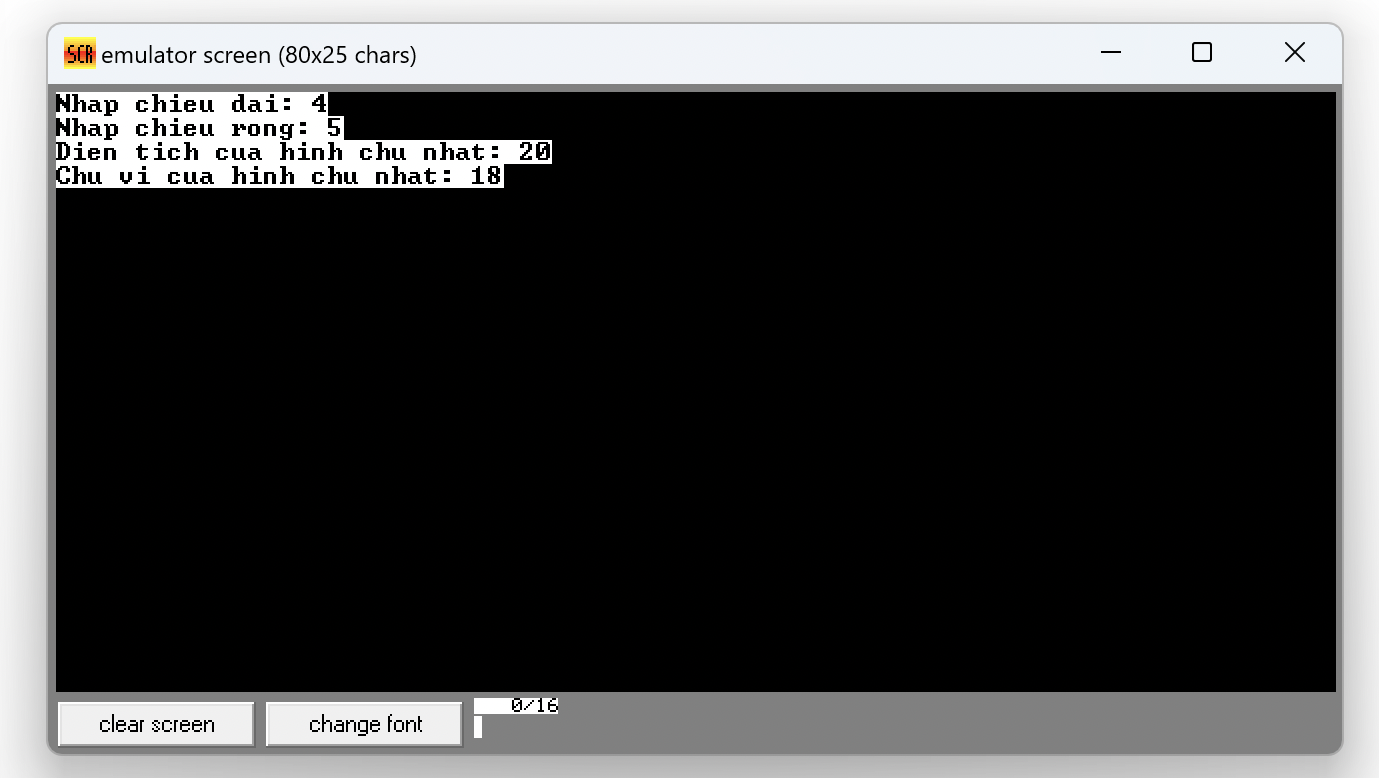 SCR emulator screen (80x25 chars)
Nhap chieu dai: 4
Nhap chieu rong: 5
Dien tich cua hinh chu nhat: 20
Chu vi cua hinh chu nhat: 18
clear screen
change font
0/16